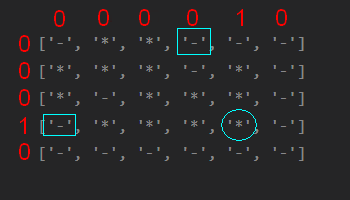 0 0 0 0 1 0
0 ['-', '*', '*', '-', '-', '-']
0 ['*', '*', '*', '-', '-', '-']
0 ['*', '-', '*', '*', '*', '-']
1 ['-', '*', '*', '*', '*', '-']
0 ['-', '-', '-', '-', '-', '-']